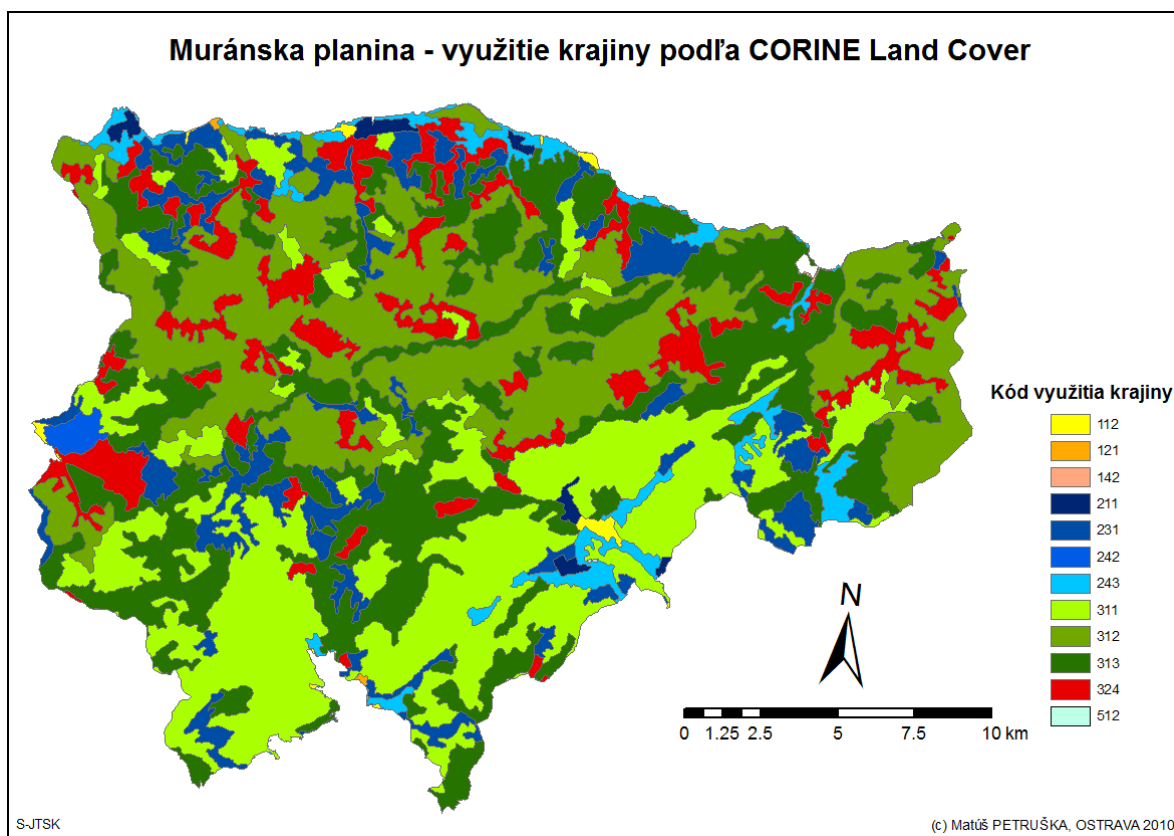 Muránska planina - využitie krajiny podľa CORINE Land Cover
Kód využitia krajiny
112
121
142
211
231
242
243
311
312
313
324
512
N
0 1.25 2.5 5 7.5 10 km
S-JTSK
(c) Matúš PETRUŠKA, OSTRAVA 2010